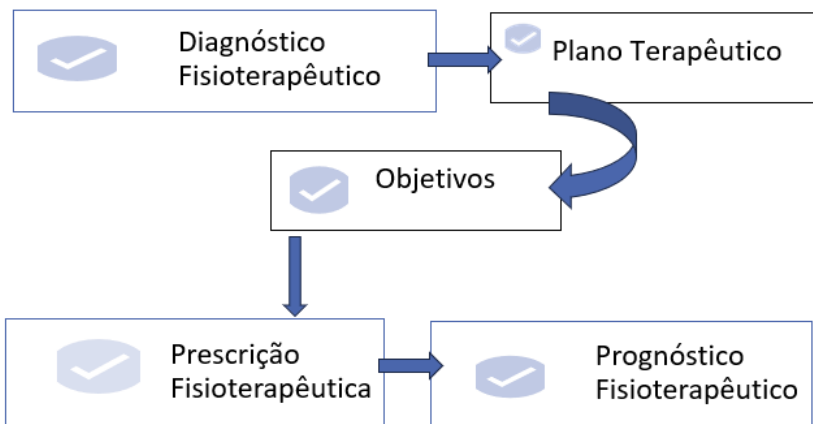 Diagnóstico
Fisioterapêutico
Plano Terapêutico
Objetivos
Prescrição
Fisioterapêutica
Prognóstico
Fisioterapêutico